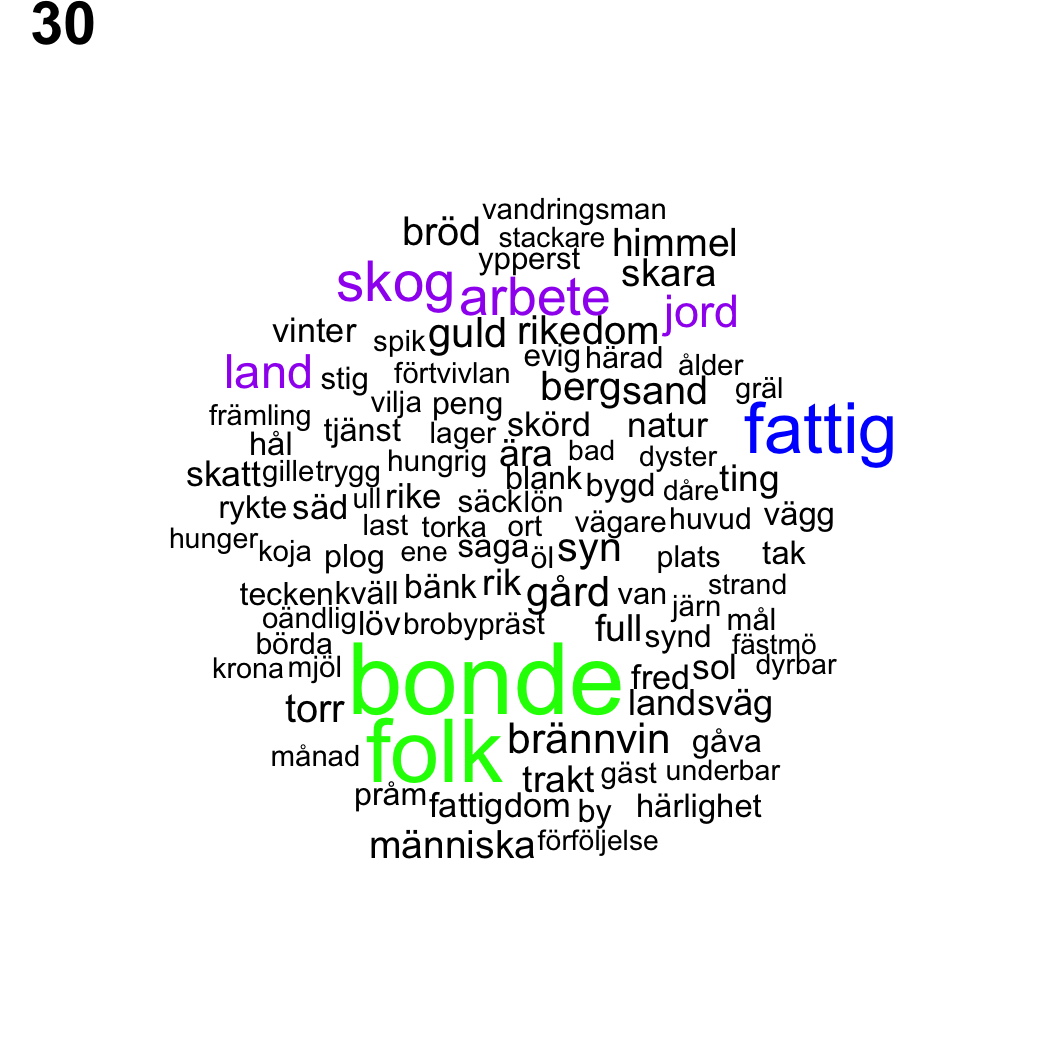 30
vandringsman
bröd stackare himmel
ypperst skara
skog arbete jord
vinter spik guld rikedom
evig härad ålder
land stig förtvivlan berg sand gräl
främling vilja peng fattig
hål tjänst lager skörd natur
skatt gille trygg hungrig ära bad dyster
blank bygd dåre ting
rykte säd ull rike säck lön
last torka ort vägare huvud vägg
hunger koja plog ene saga öl syn plats tak
tecken kväll bänk rik gård van strand
järn
oändlig löv brobypräst full synd mål
börda fästmö
krona mjöl bonde fred sol dyrbar
torr landsväg
månad folk brännvin gåva
trakt gäst underbar
pråm fattigdom by härlighet
människa förföljelse